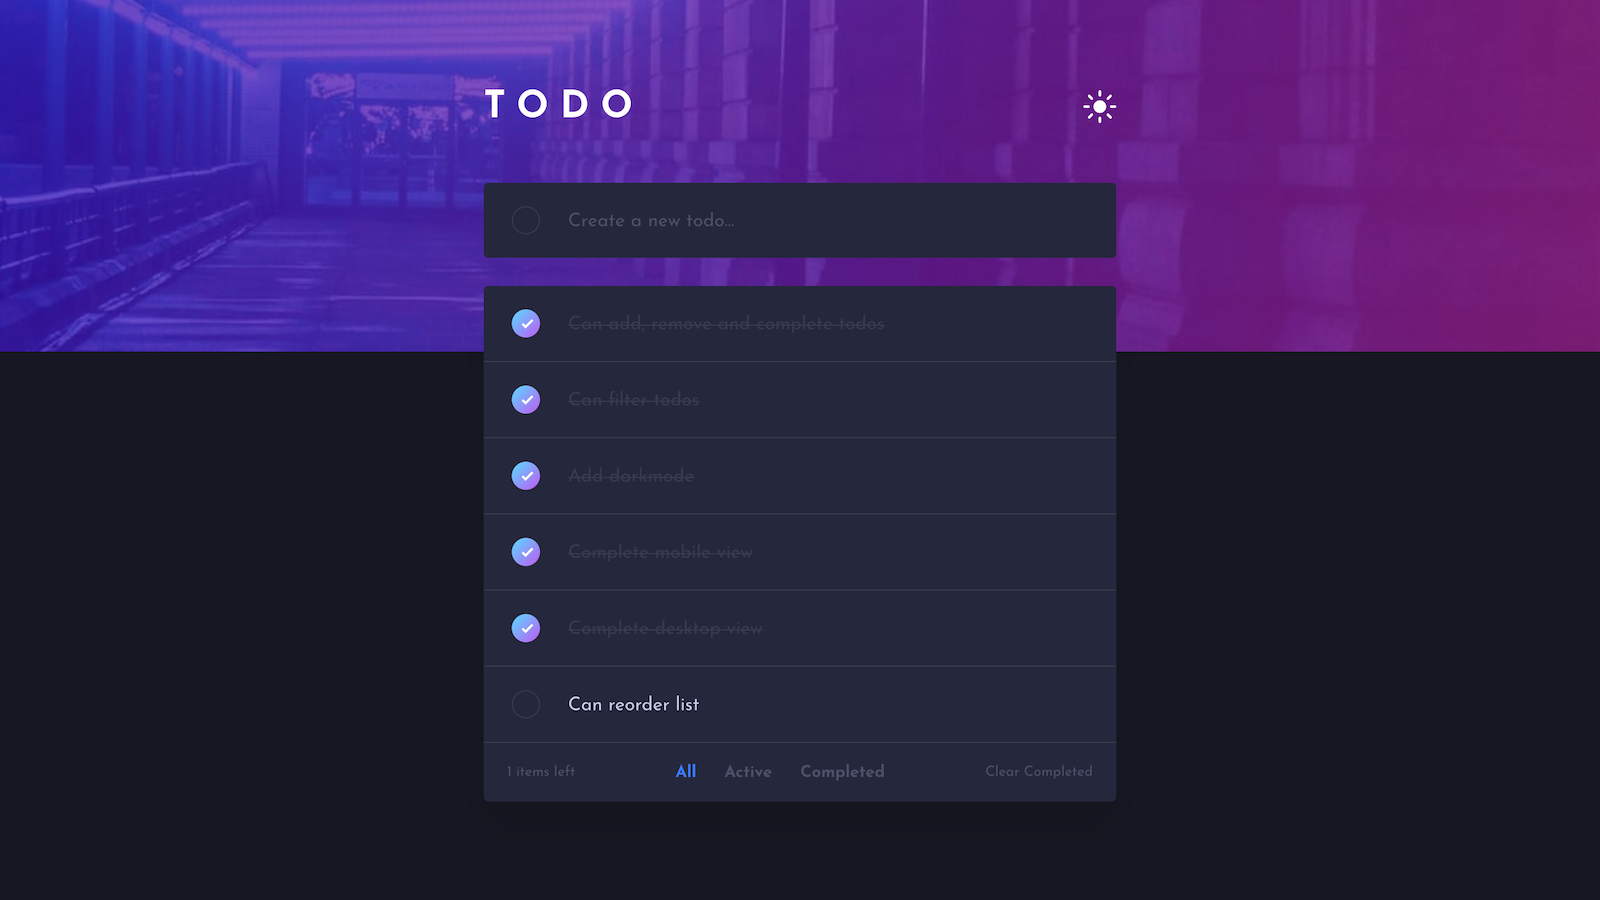 TODO
Create a new todo...
Can add, remove and complete todos
Can filter todos
Add darkmode
Complete mobile view
Complete desktop view
Can reorder list
1 items left All Active Completed Clear Completed